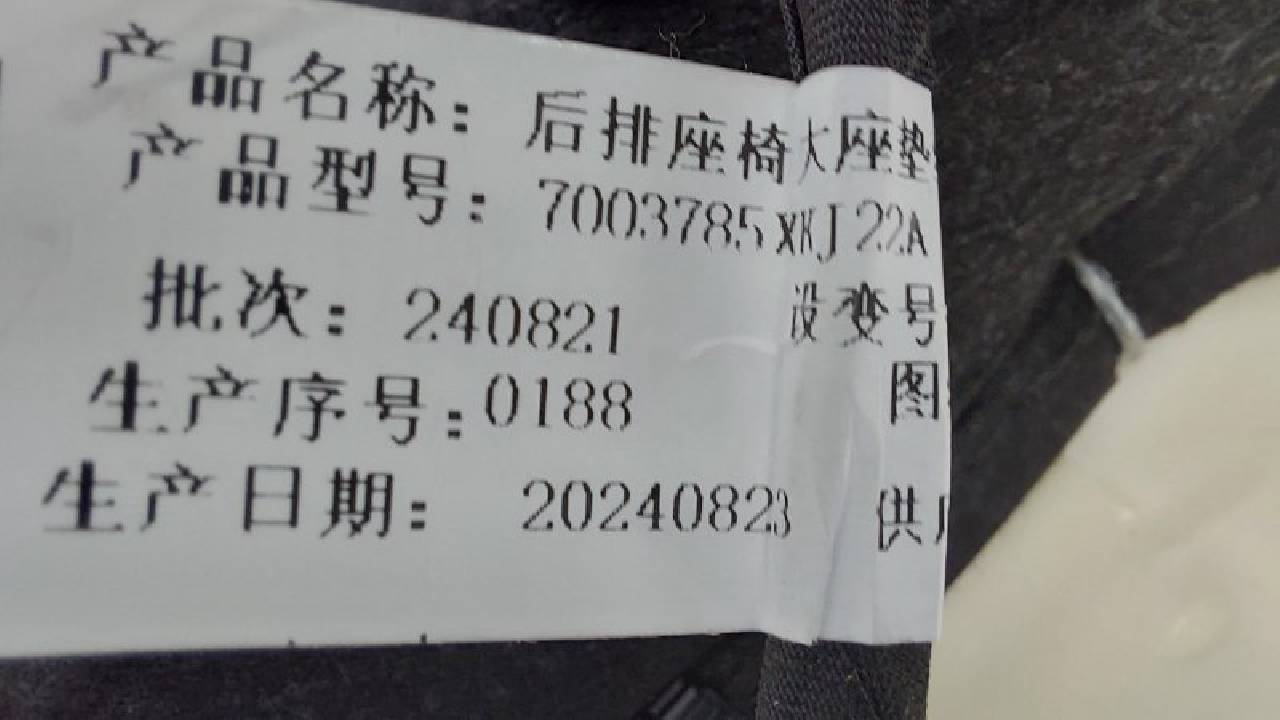 产品名称：后排座椅大座垫
产品型号：7003785XKJ22A
批次：240821 设变号
生产序号：0188 图
生产日期：20240823 供